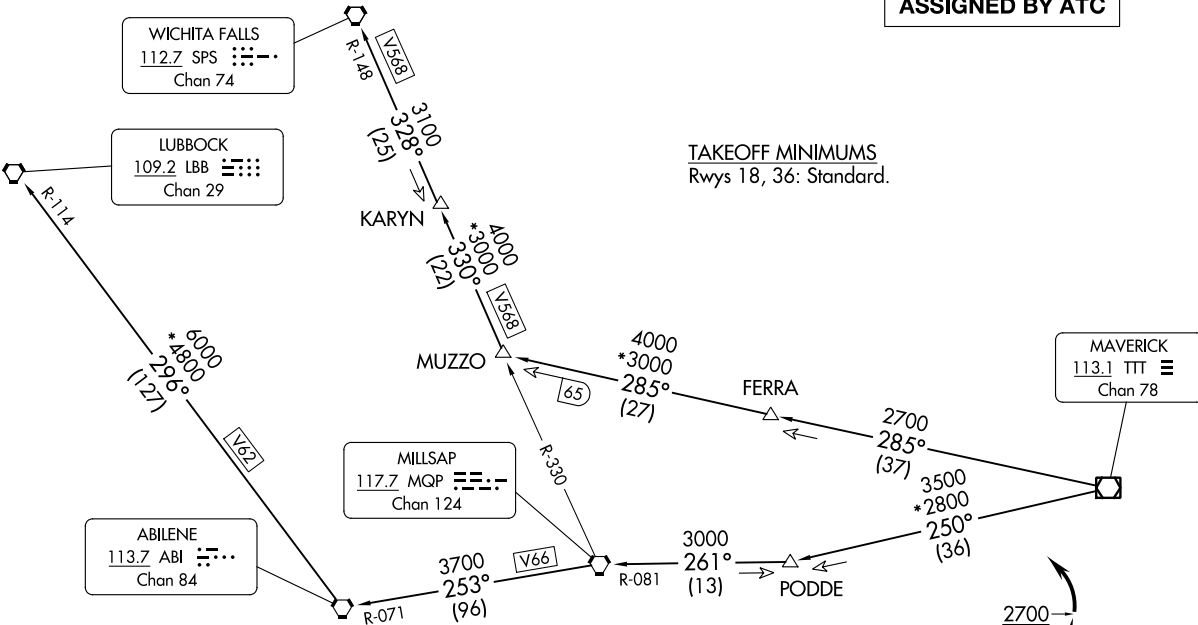 ASSIGNED BY ATC
WICHITA FALLS
112.7 SPS
Chan 74
R-148
V568
3100
328°
(25)
LUBBOCK
109.2 LBB
Chan 29
R-114
TAKEOFF MINIMUMS
Rwys 18, 36: Standard.
KARYN
4000
*3000
330°
(22)
V568
MUZZO
6000
*4800
296°
(127)
V62
4000
*3000
285°
(27)
65
FERRA
MAVERICK
113.1 TTT
Chan 78
2700
285°
(37)
3500
*2800
250°
(36)
R-330
MILLSAP
117.7 MQP
Chan 124
ABILENE
113.7 ABI
Chan 84
3700
253°
(96)
V66
R-071
R-081
3000
261°
(13)
PODDE
2700